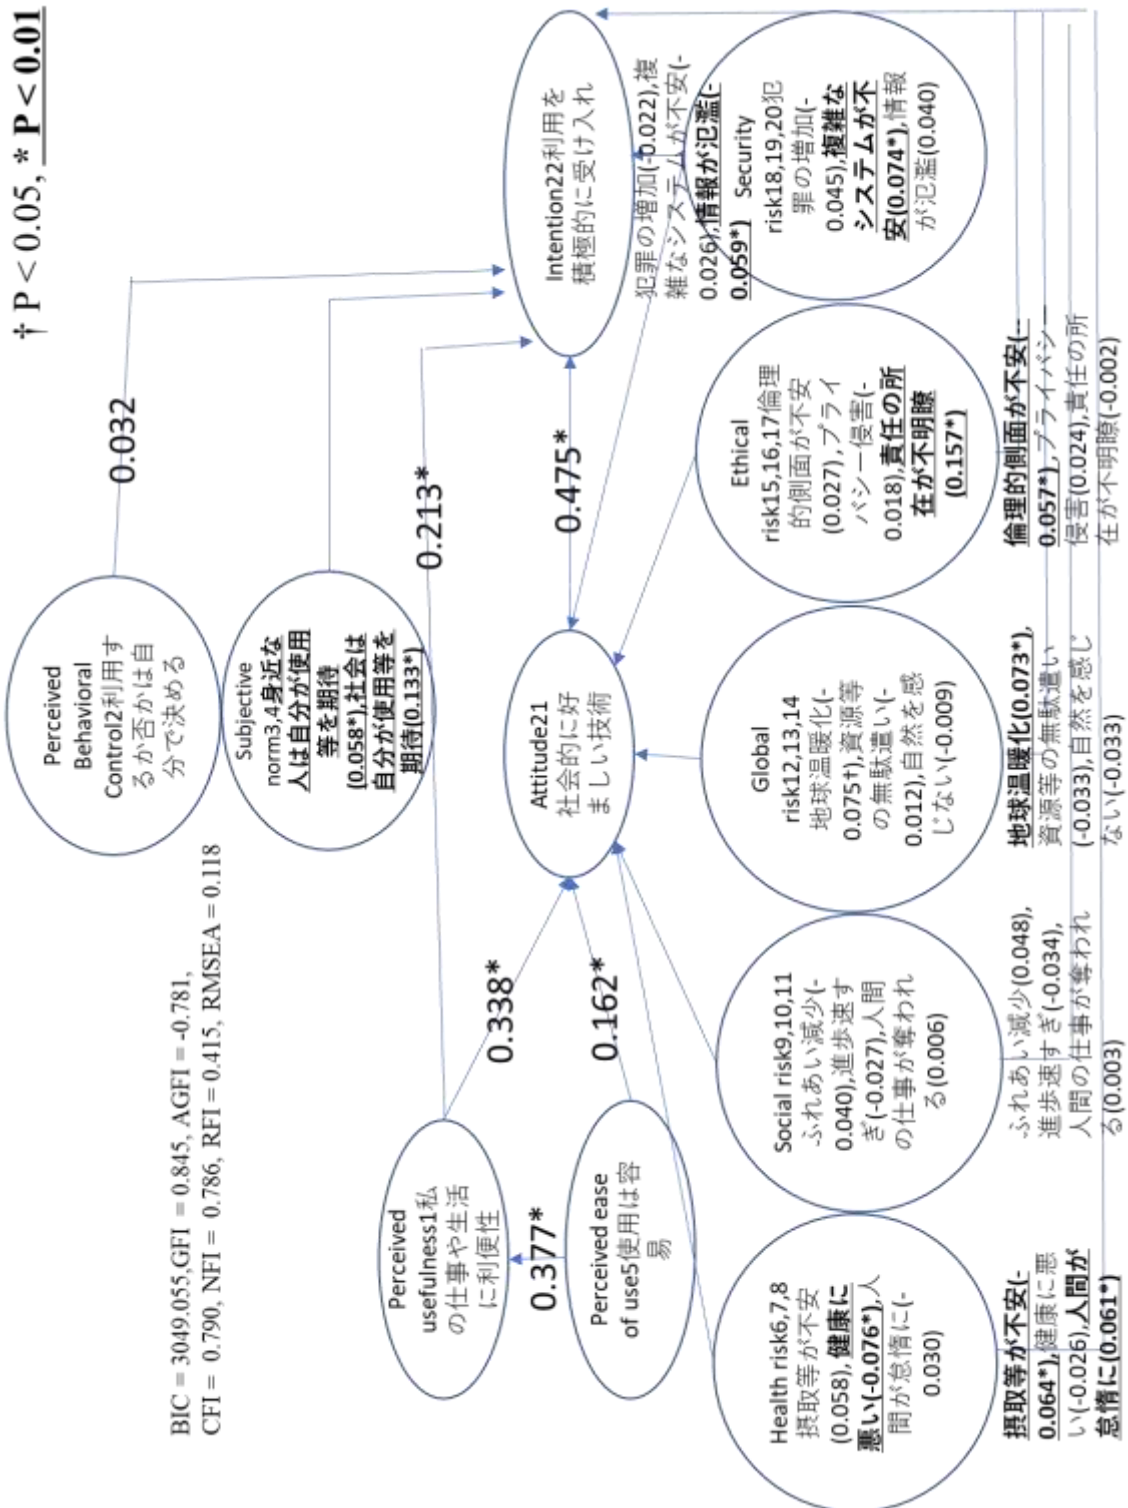 † P < 0.05, * P < 0.01
BIC = 3049.055,GFI = 0.845, AGFI = -0.781,
CFI = 0.790, NFI = 0.786, RFI = 0.415, RMSEA = 0.118
Perceived
Behavioral
Control2利用す
るか否かは自
分で決める
0.032
Subjective
norm3,4身近な
人は自分が使用
等を期待
(0.058*),社会は
自分が使用等を
期待(0.133*)
0.213*
Perceived
usefulness1私
の仕事や生活
に利便性
0.338*
0.377*
Perceived ease
of use5使用は容
易
0.162*
Attitude21
社会的に好
ましい技術
0.475*
Intention22利用を
積極的に受け入れ
犯罪の増加(-0.022),複
雑なシステムが不安(-
0.026),情報が氾濫(-
0.059*)
Health risk6,7,8
摂取等が不安
(0.058),健康に
悪い(-0.076*),人
間が怠惰に(-
0.030)
Social risk9,10,11
ふれあい減少(-
0.040),進歩速す
ぎ(-0.027),人間
の仕事が奪われ
る(0.006)
Global
risk12,13,14
地球温暖化(-
0.075†),資源等
の無駄遣い(-
0.012),自然を感
じない(-0.009)
Ethical
risk15,16,17倫理
的側面が不安
(0.027),プライ
バシー侵害(-
0.018),責任の所
在が不明瞭
(0.157*)
Security
risk18,19,20犯
罪の増加(-
0.045),複雑な
システムが不
安(0.074*),情報
が氾濫(0.040)
摂取等が不安(-
0.064*),健康に悪
い(-0.026),人間が
怠惰に(0.061*)
ふれあい減少(0.048),
進歩速すぎ(-0.034),
人間の仕事が奪われ
る(0.003)
地球温暖化(0.073*),
資源等の無駄遣い
(-0.033),自然を感じ
ない(-0.033)
倫理的側面が不安(--
0.057*),プライバシー
侵害(0.024),責任の所
在が不明瞭(-0.002)